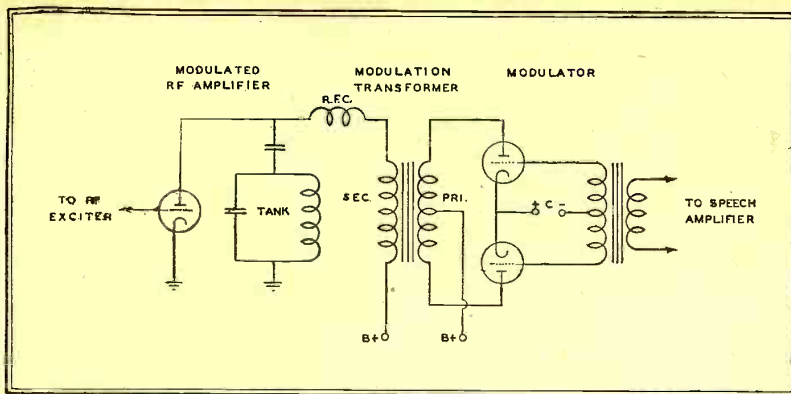 MODULATED
RF AMPLIFIER
MODULATION
TRANSFORMER
MODULATOR
R.F.C.
TO RF
EXCITER
TANK
SEC.
PRI.
+ C -
TO SPEECH
AMPLIFIER
B+
B+